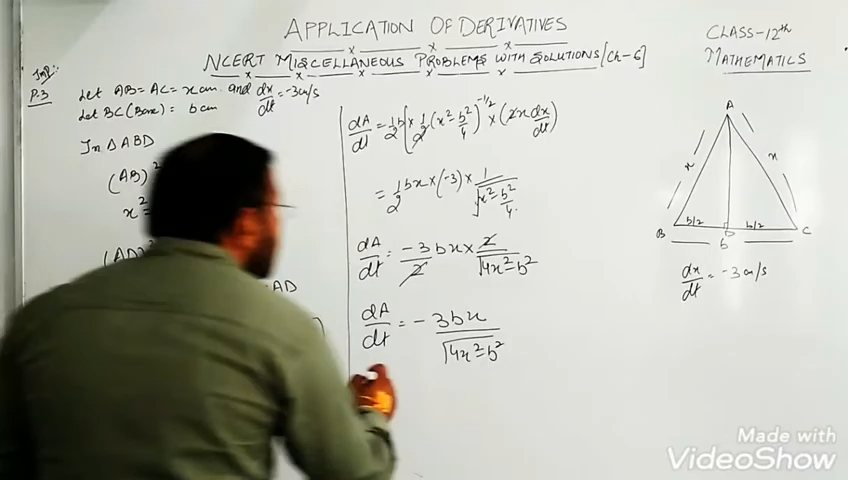 APPLICATION OF DERIVATIVES
NCERT MISCELLANEOUS PROBLEMS WITH SOLUTIONS [Ch-6]
CLASS-12th
MATHEMATICS
Imp:
P.3
Let AB = AC = x cm and dx/dt = -3 cm/s
Let BC (Base) = b cm
In △ ABD
(AB)²
x² =
(AD)
AD
dA/dt = 1/2 b [ × 1/2 (x² b²/4)^-1/2 × (2x dx/dt)
= 1/2 bx × (-3) × 1/√(x² - b²/4)
dA/dt = -3bx/2 × 2/√(4x² - b²)
dA/dt = - 3bx/√(4x² - b²)
A
x
x
B
b/2
D
b/2
C
b
dx/dt = -3 cm/s
Made with
VideoShow